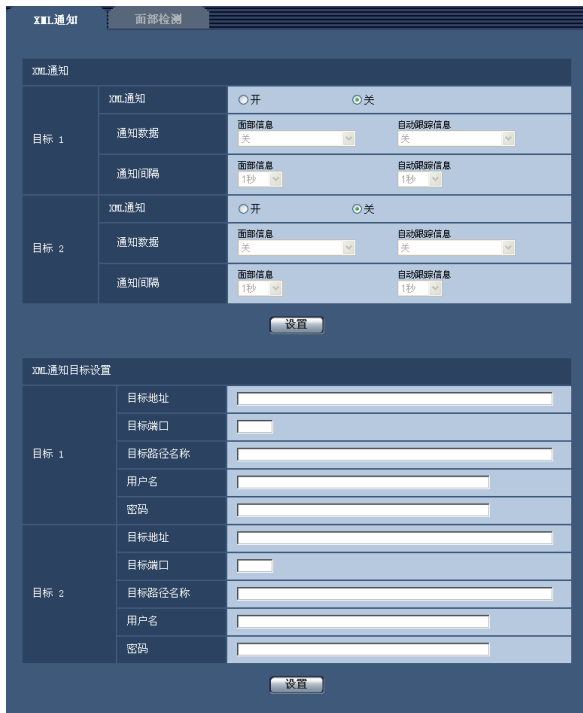 XML通知 面部检测
XML通知
目标 1
XML通知 开 关
通知数据 面部信息 关 自动跟踪信息 关
通知间隔 面部信息 1秒 自动跟踪信息 1秒
目标 2
XML通知 开 关
通知数据 面部信息 关 自动跟踪信息 关
通知间隔 面部信息 1秒 自动跟踪信息 1秒
设置
XML通知目标设置
目标 1
目标地址
目标端口
目标路径名称
用户名
密码
目标 2
目标地址
目标端口
目标路径名称
用户名
密码
设置